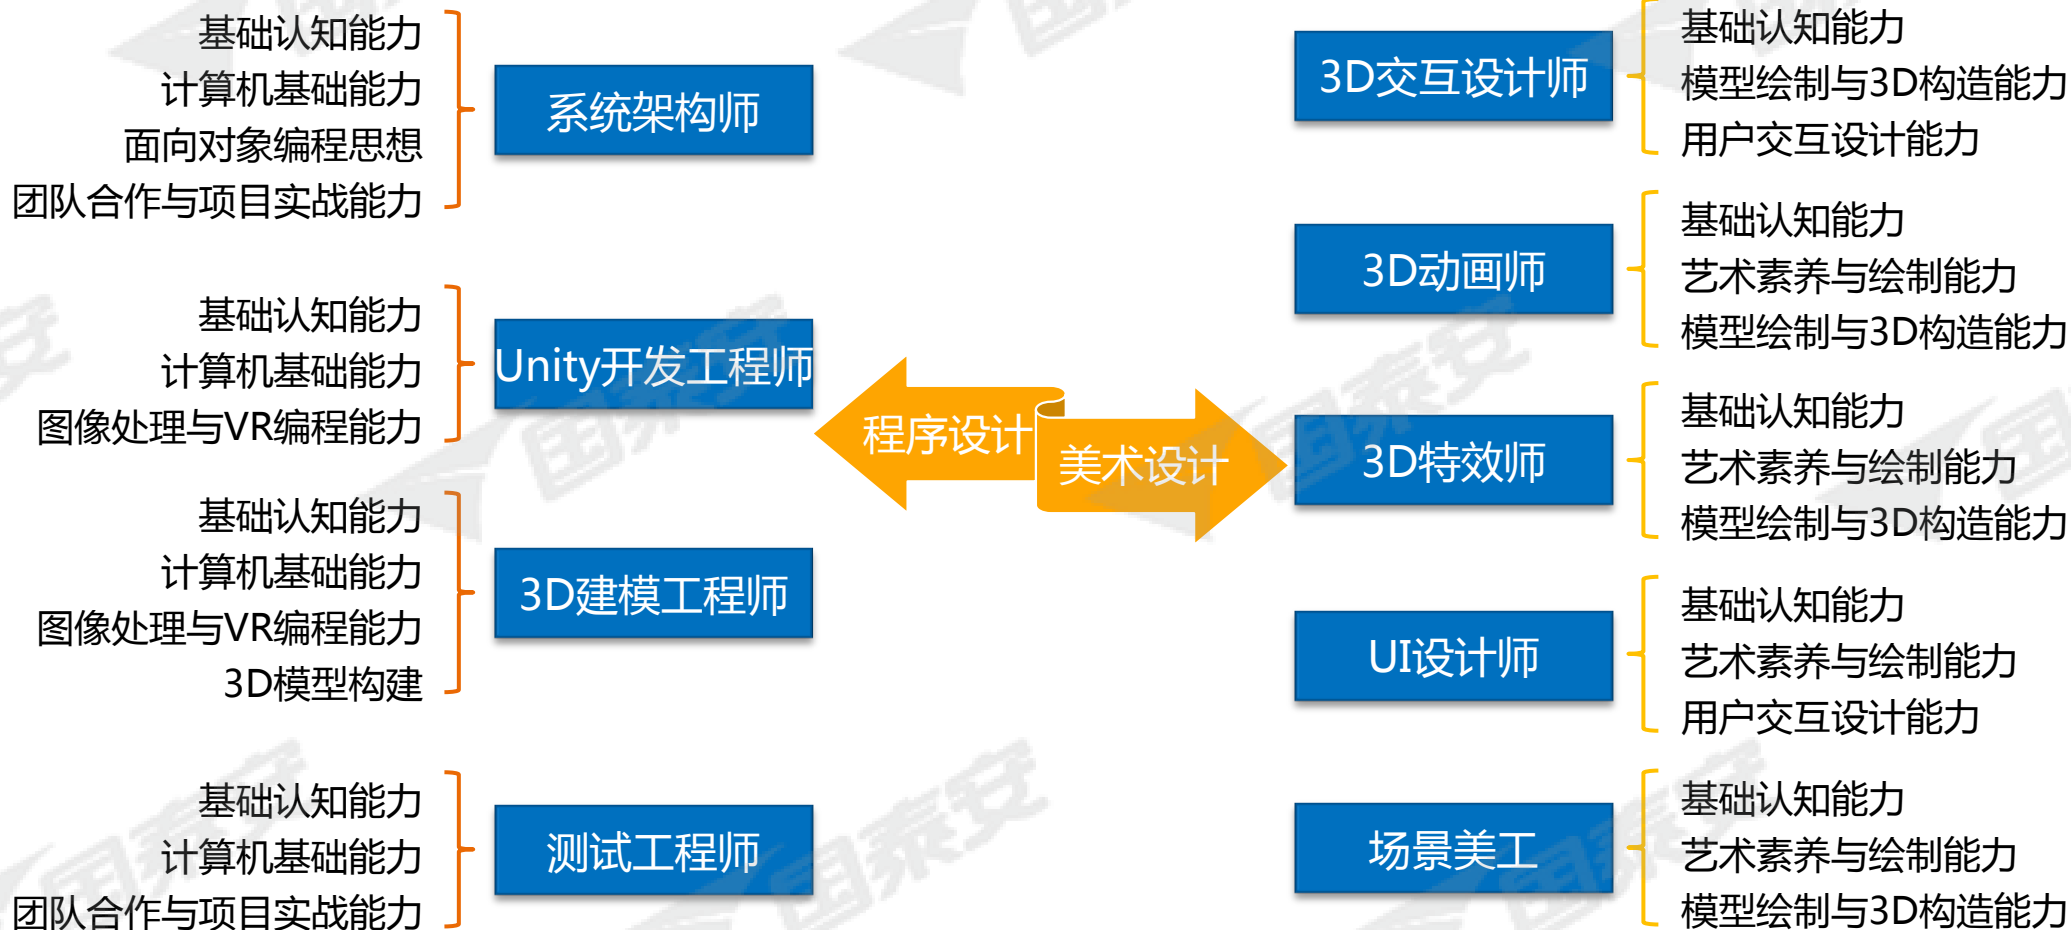 基础认知能力
计算机基础能力
面向对象编程思想
团队合作与项目实战能力
系统架构师
基础认知能力
计算机基础能力
图像处理与VR编程能力
Unity开发工程师
基础认知能力
计算机基础能力
图像处理与VR编程能力
3D模型构建
3D建模工程师
基础认知能力
计算机基础能力
团队合作与项目实战能力
测试工程师
程序设计
美术设计
3D交互设计师
基础认知能力
模型绘制与3D构造能力
用户交互设计能力
3D动画师
基础认知能力
艺术素养与绘制能力
模型绘制与3D构造能力
3D特效师
基础认知能力
艺术素养与绘制能力
模型绘制与3D构造能力
UI设计师
基础认知能力
艺术素养与绘制能力
用户交互设计能力
场景美工
基础认知能力
艺术素养与绘制能力
模型绘制与3D构造能力
国泰安
国泰安
国泰安
国泰安